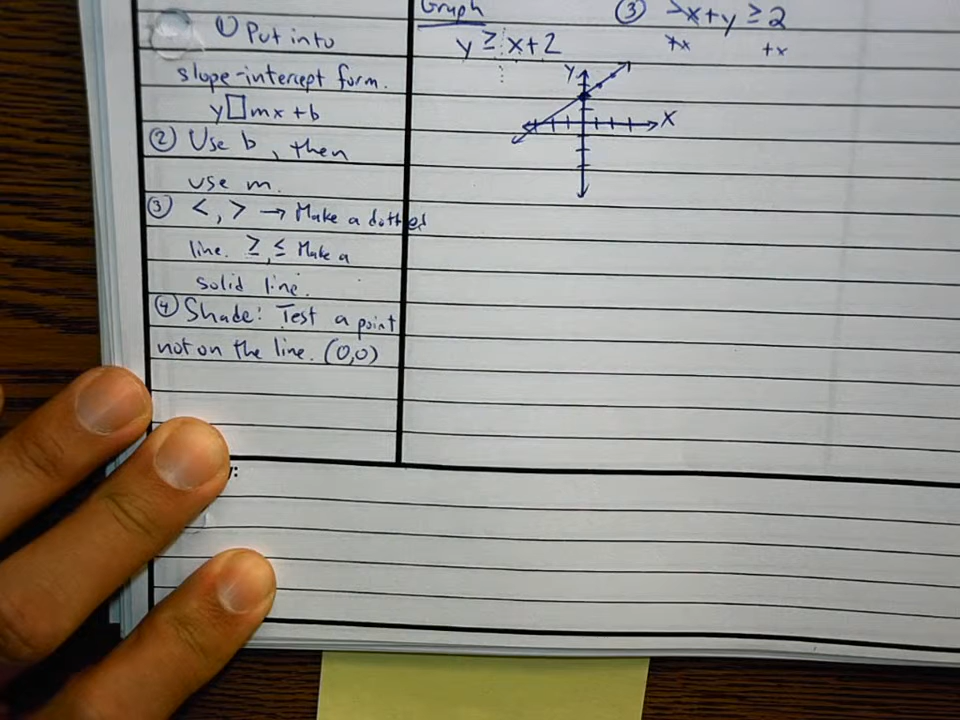 ① Put into
slope-intercept form.
y□mx+b
② Use b, then
use m.
③ <, > → Make a dotted
line. ≥, ≤ Make a
solid line.
④ Shade: Test a point
not on the line. (0,0)
Graph
y ≥ x+2
y
x
③ -x+y ≥ 2
+x +x